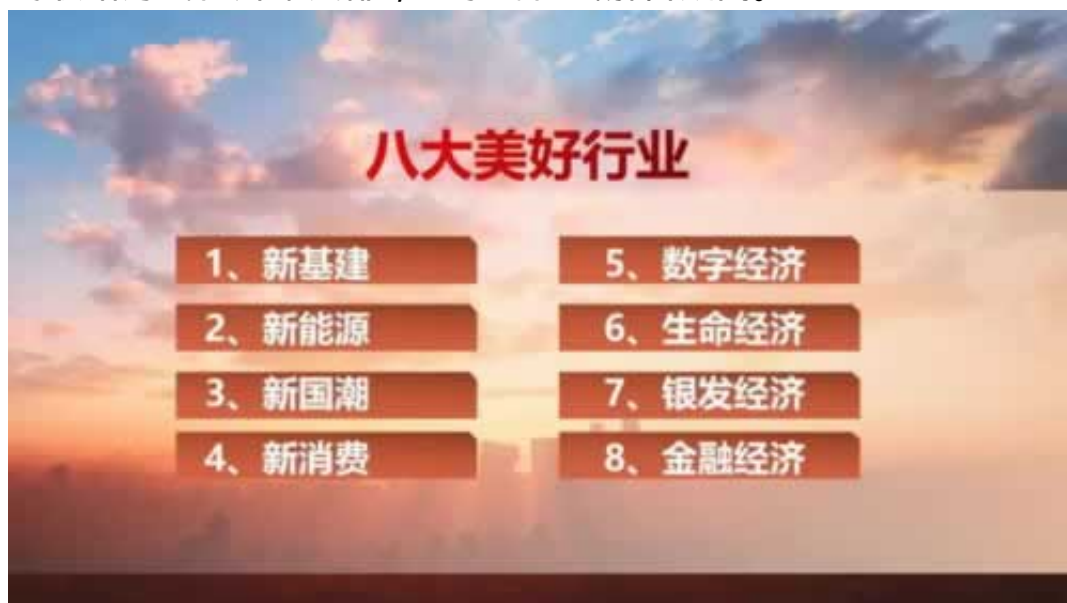 八大美好行业
1、新基建
2、新能源
3、新国潮
4、新消费
5、数字经济
6、生命经济
7、银发经济
8、金融经济